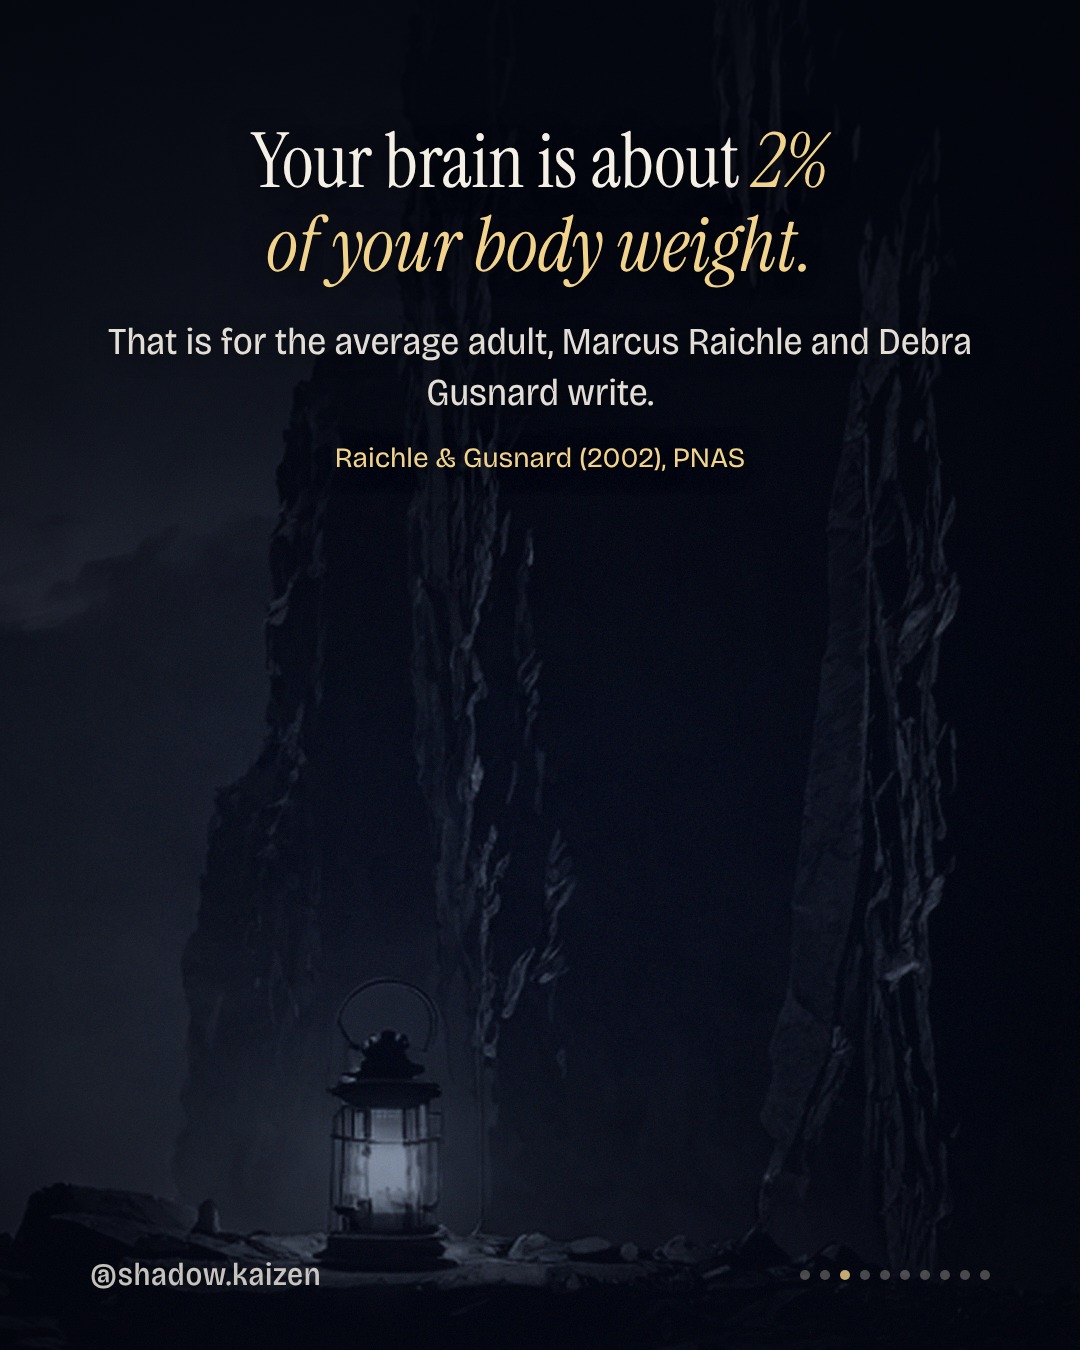 Your brain is about 2%
of your body weight.
That is for the average adult, Marcus Raichle and Debra
Gusnard write.
Raichle & Gusnard (2002), PNAS
@shadow.kaizen